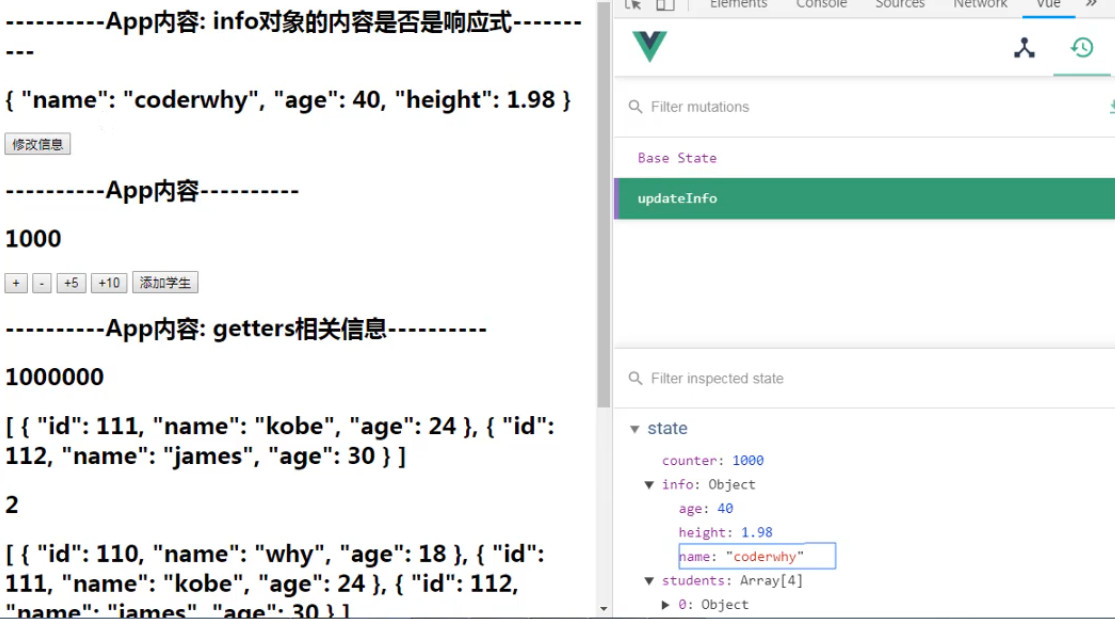 ----------App内容: info对象的内容是否是响应式-------
---
{ "name": "coderwhy", "age": 40, "height": 1.98 }
修改信息
----------App内容----------
1000
+ - +5 +10 添加学生
----------App内容: getters相关信息----------
1000000
[ { "id": 111, "name": "kobe", "age": 24 }, { "id":
112, "name": "james", "age": 30 } ]
2
[ { "id": 110, "name": "why", "age": 18 }, { "id":
111, "name": "kobe", "age": 24 }, { "id": 112,
"name": "james", "age": 30 } ]
Elements Console Sources Network Vue »
Filter mutations
Base State
updateInfo
Filter inspected state
state
counter: 1000
info: Object
age: 40
height: 1.98
name: "coderwhy"
students: Array[4]
0: Object